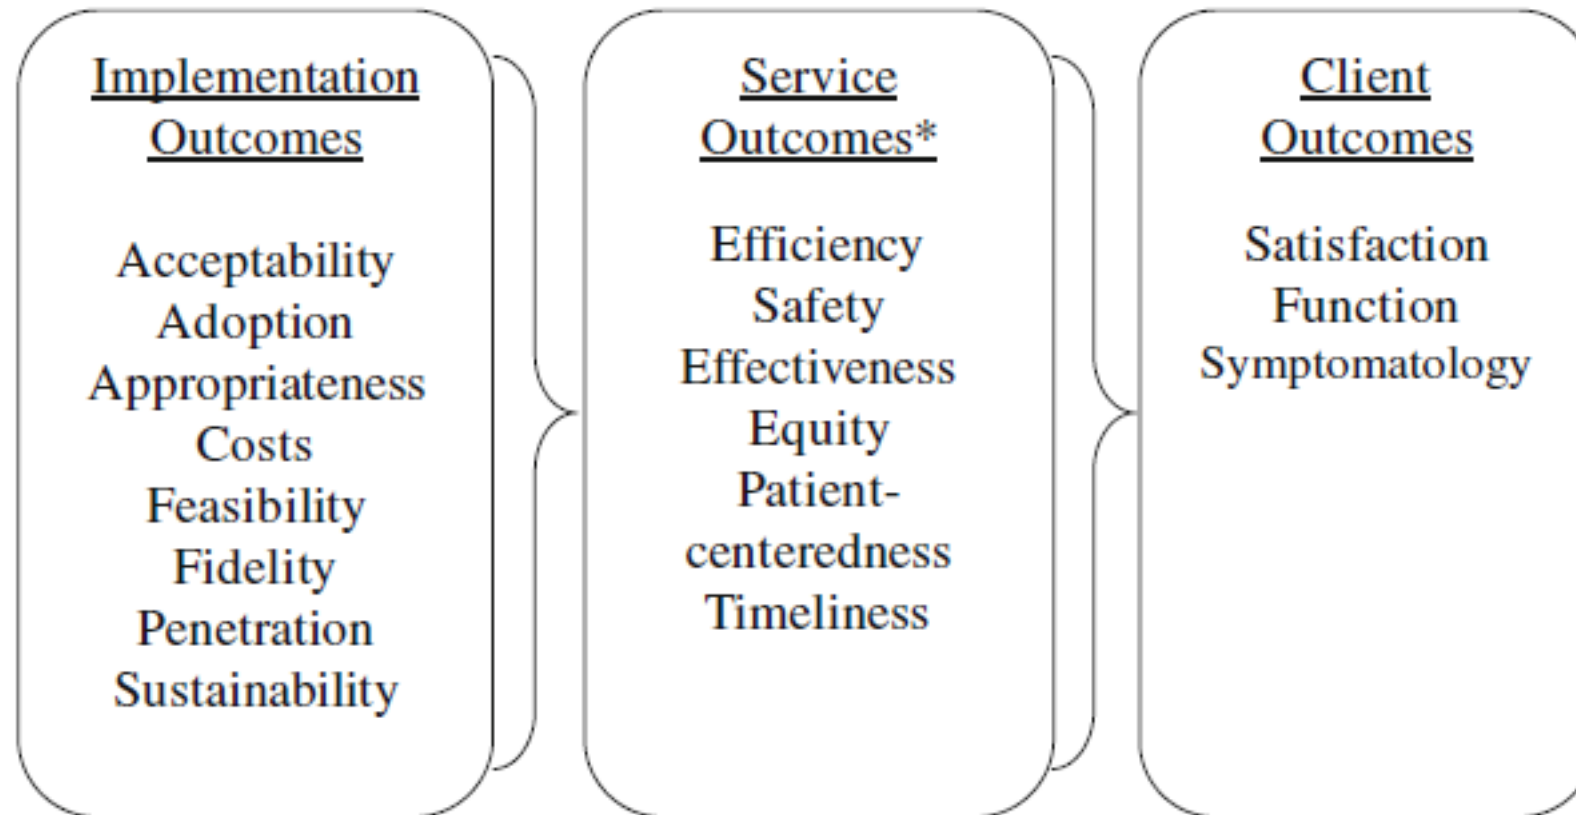 Implementation
Outcomes
Acceptability
Adoption
Appropriateness
Costs
Feasibility
Fidelity
Penetration
Sustainability
Service
Outcomes*
Efficiency
Safety
Effectiveness
Equity
Patient-
centeredness
Timeliness
Client
Outcomes
Satisfaction
Function
Symptomatology